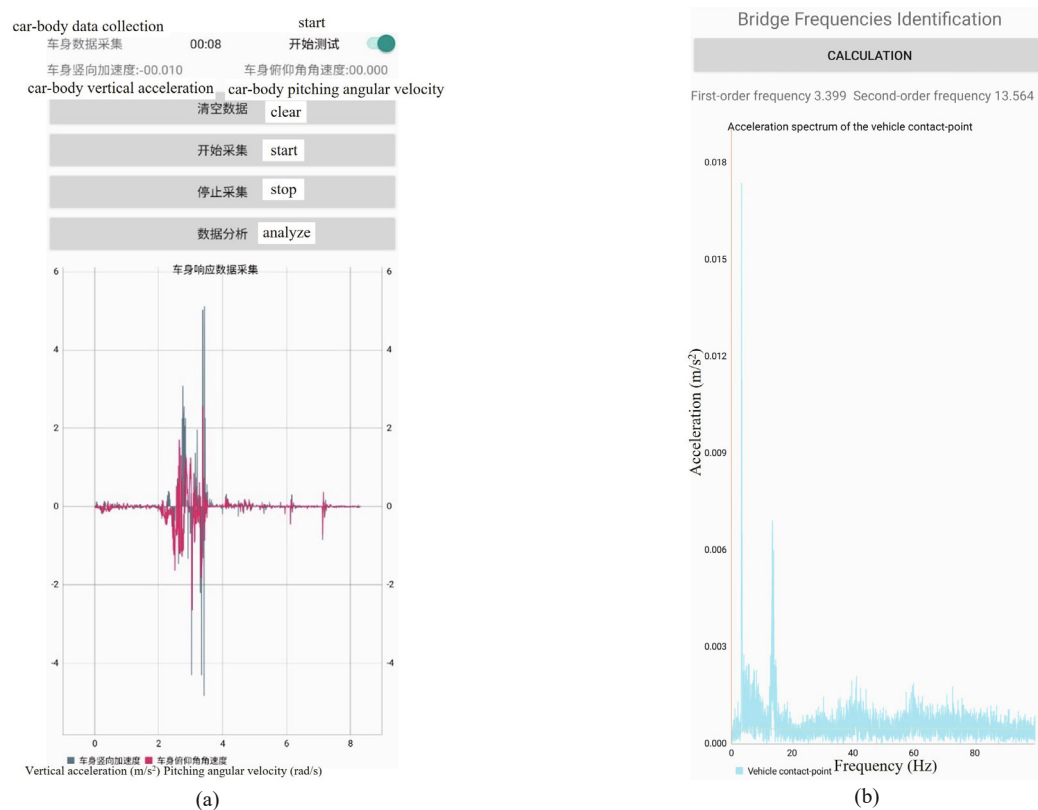 car-body data collection
start
车身数据采集 00:08 开始测试
车身竖向加速度:-00.010 车身俯仰角角速度:00.000
car-body vertical acceleration car-body pitching angular velocity
清空数据 clear
开始采集 start
停止采集 stop
数据分析 analyze
车身响应数据采集
6 6
4 4
2 2
0 0
-2 -2
-4 -4
0 2 4 6 8
车身竖向加速度 车身俯仰角角速度
Vertical acceleration (m/s²) Pitching angular velocity (rad/s)
(a)
Bridge Frequencies Identification
CALCULATION
First-order frequency 3.399 Second-order frequency 13.564
Acceleration spectrum of the vehicle contact-point
0.018
0.015
0.012
Acceleration (m/s²)
0.009
0.006
0.003
0.000
0 20 40 60 80
Frequency (Hz)
Vehicle contact-point
(b)